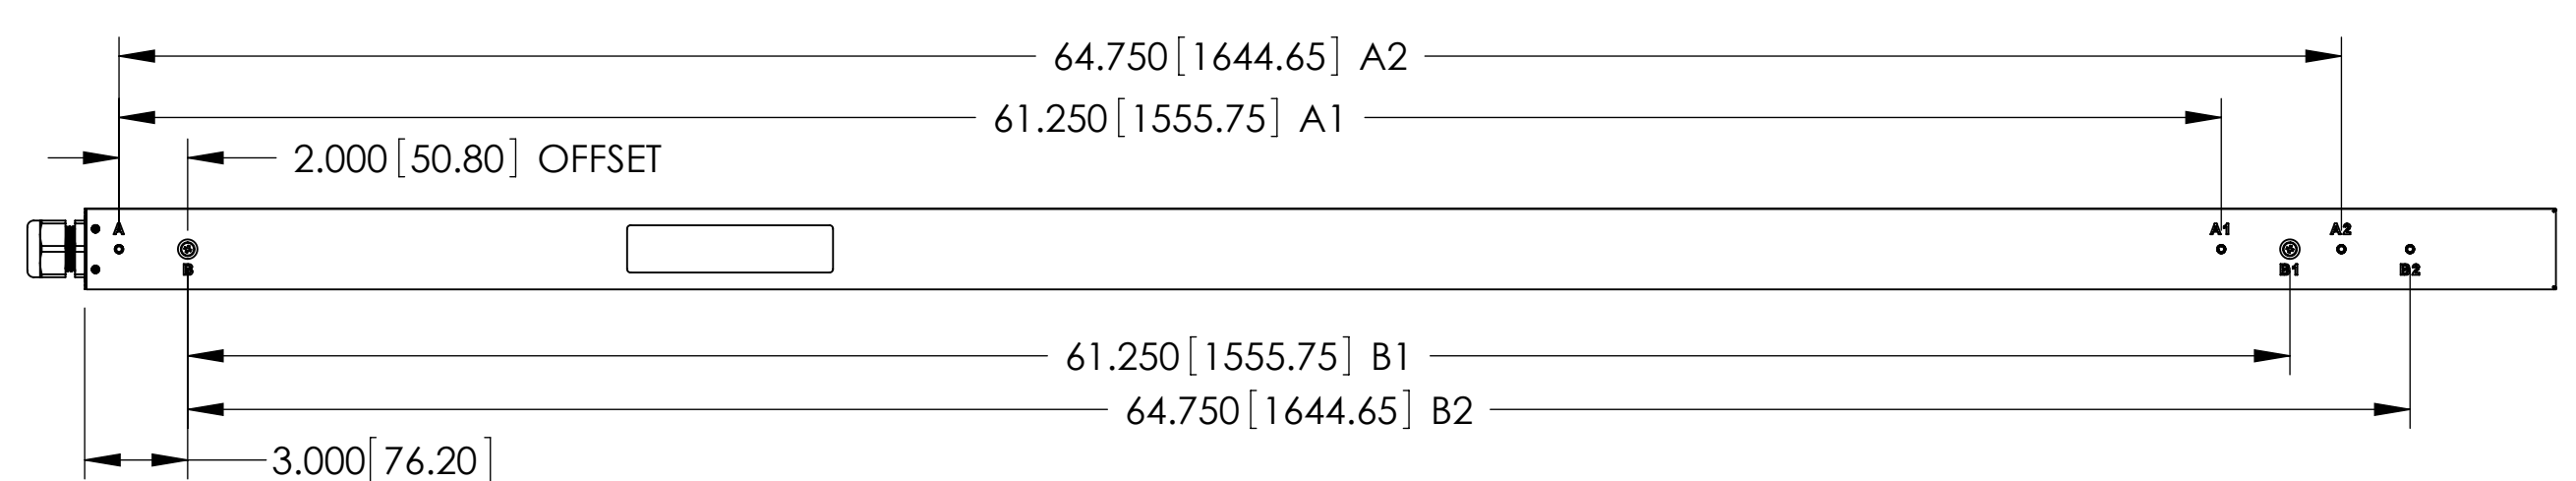 64.750[1644.65] A2
61.250[1555.75] A1
2.000[50.80] OFFSET
A
A1
A2
B
B1
B2
61.250[1555.75] B1
64.750[1644.65] B2
3.000[76.20]